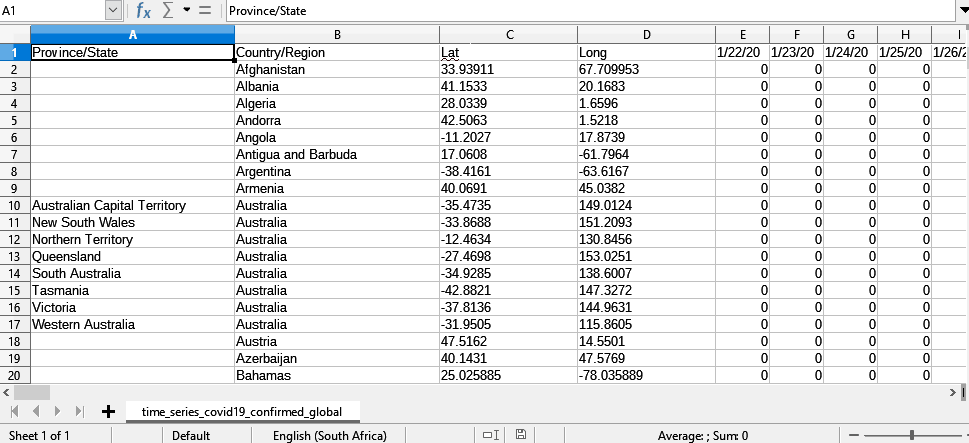 A1 fx Σ = Province/State
A B C D E F G H I
1 Province/State Country/Region Lat Long 1/22/20 1/23/20 1/24/20 1/25/20 1/26/2
2 Afghanistan 33.93911 67.709953 0 0 0 0
3 Albania 41.1533 20.1683 0 0 0 0
4 Algeria 28.0339 1.6596 0 0 0 0
5 Andorra 42.5063 1.5218 0 0 0 0
6 Angola -11.2027 17.8739 0 0 0 0
7 Antigua and Barbuda 17.0608 -61.7964 0 0 0 0
8 Argentina -38.4161 -63.6167 0 0 0 0
9 Armenia 40.0691 45.0382 0 0 0 0
10 Australian Capital Territory Australia -35.4735 149.0124 0 0 0 0
11 New South Wales Australia -33.8688 151.2093 0 0 0 0
12 Northern Territory Australia -12.4634 130.8456 0 0 0 0
13 Queensland Australia -27.4698 153.0251 0 0 0 0
14 South Australia Australia -34.9285 138.6007 0 0 0 0
15 Tasmania Australia -42.8821 147.3272 0 0 0 0
16 Victoria Australia -37.8136 144.9631 0 0 0 0
17 Western Australia Australia -31.9505 115.8605 0 0 0 0
18 Austria 47.5162 14.5501 0 0 0 0
19 Azerbaijan 40.1431 47.5769 0 0 0 0
20 Bahamas 25.025885 -78.035889 0 0 0 0
time_series_covid19_confirmed_global
Sheet 1 of 1 Default English (South Africa) Average: ; Sum: 0